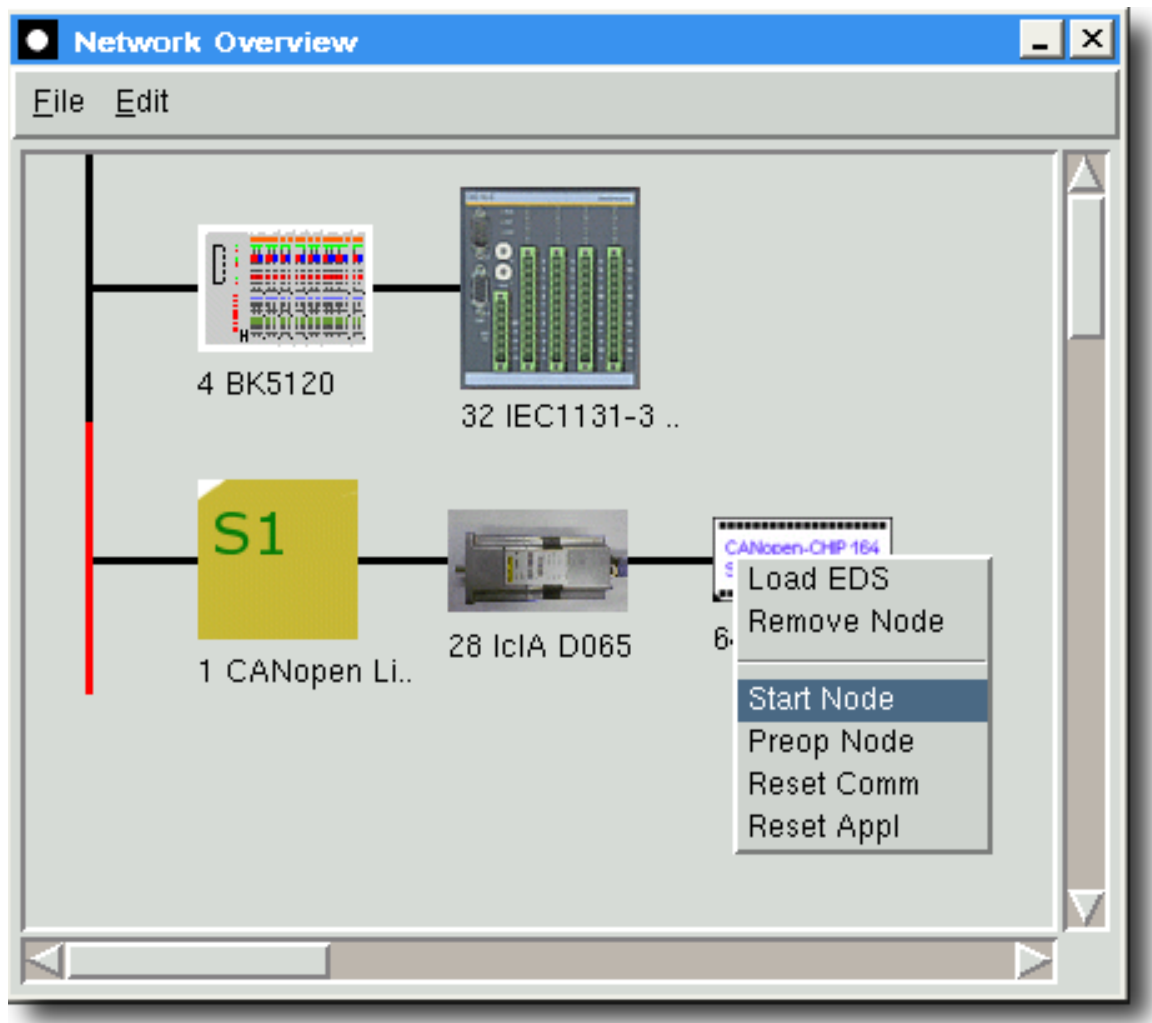 Network Overview
File Edit
4 BK5120
32 IEC1131-3 ..
S1
1 CANopen Li..
28 IclA D065
CANopen-CHIP 164
S
6
Load EDS
Remove Node
Start Node
Preop Node
Reset Comm
Reset Appl